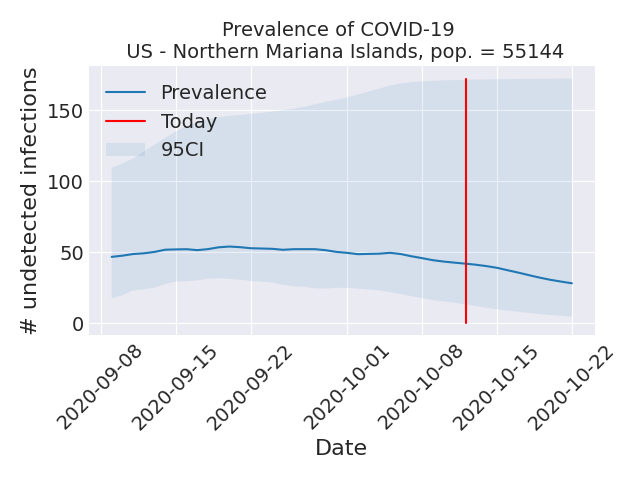 Prevalence of COVID-19
US - Northern Mariana Islands, pop. = 55144
# undetected infections
150
100
50
0
Prevalence
Today
95CI
2020-09-08
2020-09-15
2020-09-22
2020-10-01
2020-10-08
2020-10-15
2020-10-22
Date